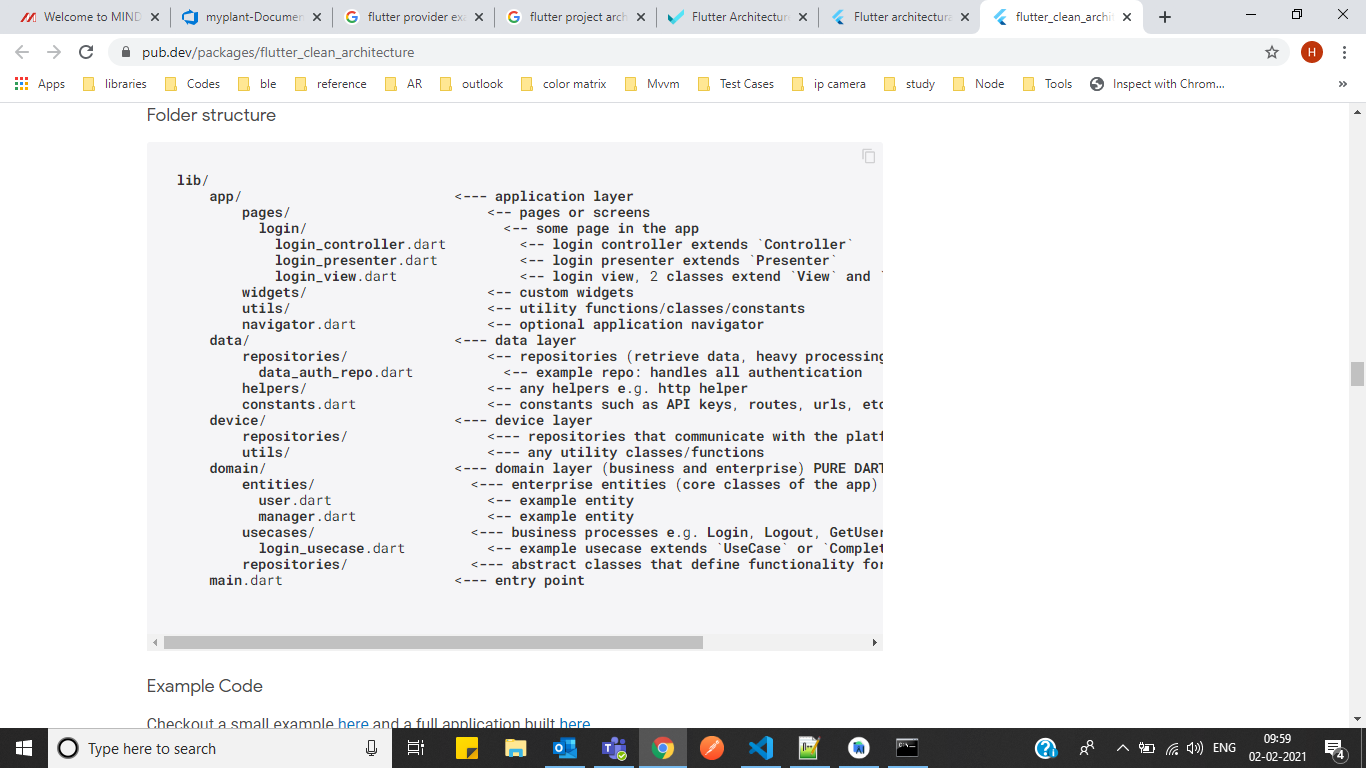 Welcome to MIND
myplant-Documen
flutter provider exa
flutter project arch
Flutter Architectur
Flutter architectura
flutter_clean_archit
pub.dev/packages/flutter_clean_architecture
H
Apps
libraries
Codes
ble
reference
AR
outlook
color matrix
Mvvm
Test Cases
ip camera
study
Node
Tools
Inspect with Chrom...
»
Folder structure
lib/
app/ <--- application layer
pages/ <-- pages or screens
login/ <-- some page in the app
login_controller.dart <-- login controller extends `Controller`
login_presenter.dart <-- login presenter extends `Presenter`
login_view.dart <-- login view, 2 classes extend `View` and `
widgets/ <-- custom widgets
utils/ <-- utility functions/classes/constants
navigator.dart <-- optional application navigator
data/ <--- data layer
repositories/ <-- repositories (retrieve data, heavy processing
data_auth_repo.dart <-- example repo: handles all authentication
helpers/ <-- any helpers e.g. http helper
constants.dart <-- constants such as API keys, routes, urls, etc
device/ <--- device layer
repositories/ <--- repositories that communicate with the platf
utils/ <--- any utility classes/functions
domain/ <--- domain layer (business and enterprise) PURE DART
entities/ <--- enterprise entities (core classes of the app)
user.dart <-- example entity
manager.dart <-- example entity
usecases/ <--- business processes e.g. Login, Logout, GetUser
login_usecase.dart <-- example usecase extends `UseCase` or `Complet
repositories/ <--- abstract classes that define functionality for
main.dart <--- entry point
Example Code
Checkout a small example here and a full application built here
Type here to search
ENG
09:59
02-02-2021
4